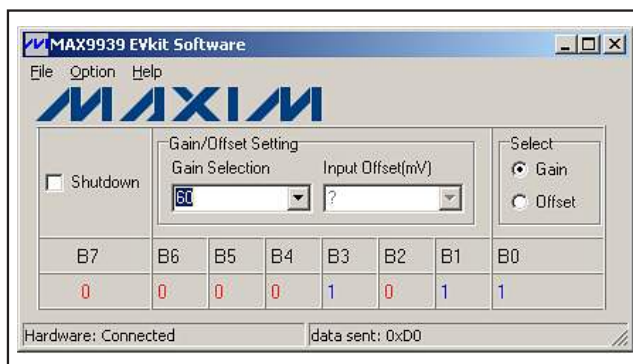 MAX9939 EVkit Software
File Option Help
MAXIM
Gain/Offset Setting
Select
Shutdown
Gain Selection
Input Offset(mV)
60
?
Gain
Offset
B7 B6 B5 B4 B3 B2 B1 B0
0 0 0 0 1 0 1 1
Hardware: Connected
data sent: 0xD0